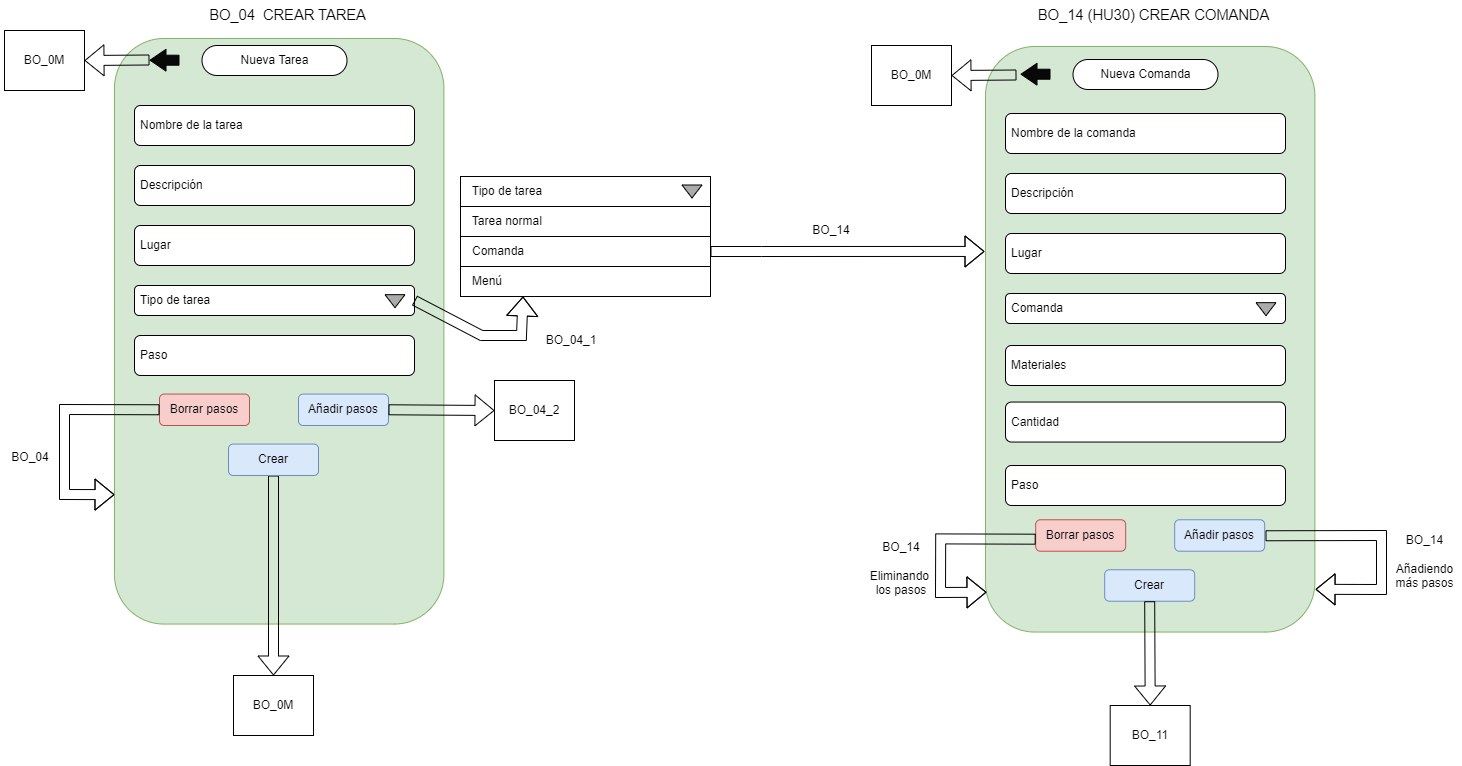 BO_04  CREAR TAREA
BO_0M
Nueva Tarea
Nombre de la tarea
Descripción
Lugar
Tipo de tarea
Paso
Borrar pasos
Añadir pasos
Crear
BO_04
BO_04_2
BO_0M
Tipo de tarea
Tarea normal
Comanda
Menú
BO_04_1
BO_14
BO_14 (HU30) CREAR COMANDA
BO_0M
Nueva Comanda
Nombre de la comanda
Descripción
Lugar
Comanda
Materiales
Cantidad
Paso
Borrar pasos
Añadir pasos
Crear
BO_14
Eliminando
los pasos
BO_14
Añadiendo
más pasos
BO_11